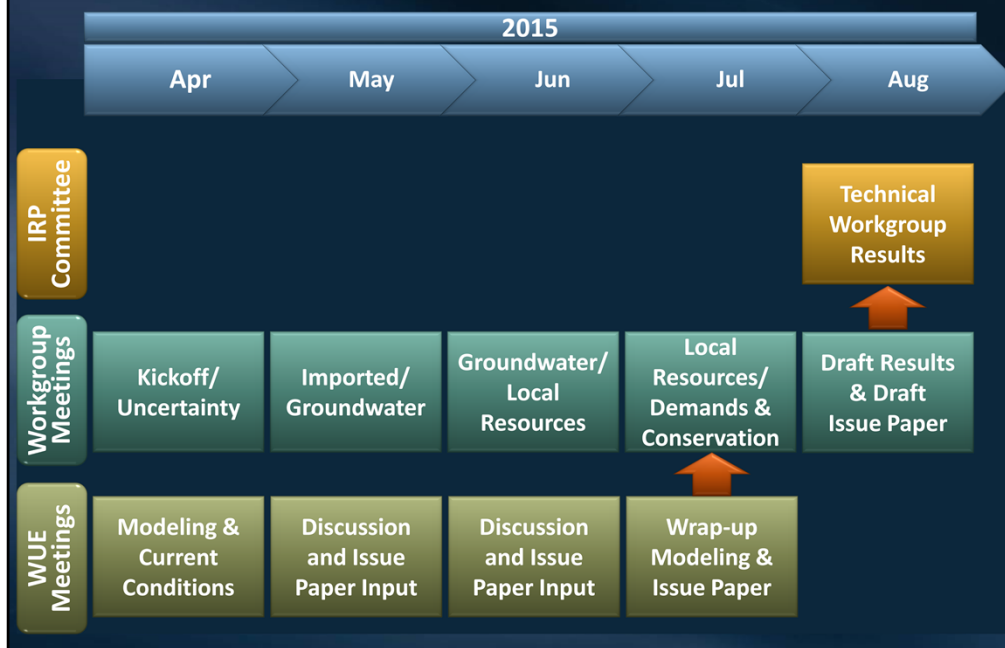 2015
Apr
May
Jun
Jul
Aug
IRP
Committee
Technical
Workgroup
Results
Workgroup
Meetings
Kickoff/
Uncertainty
Imported/
Groundwater
Groundwater/
Local
Resources
Local
Resources/
Demands &
Conservation
Draft Results
& Draft
Issue Paper
WUE
Meetings
Modeling &
Current
Conditions
Discussion
and Issue
Paper Input
Discussion
and Issue
Paper Input
Wrap-up
Modeling &
Issue Paper